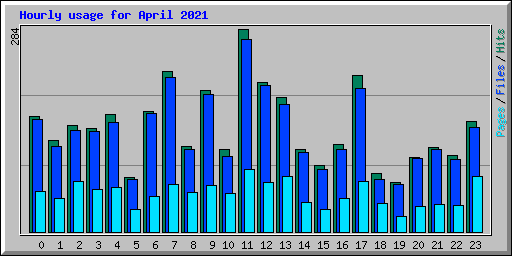 Hourly usage for April 2021
284
Pages / Files / Hits
0 1 2 3 4 5 6 7 8 9 10 11 12 13 14 15 16 17 18 19 20 21 22 23